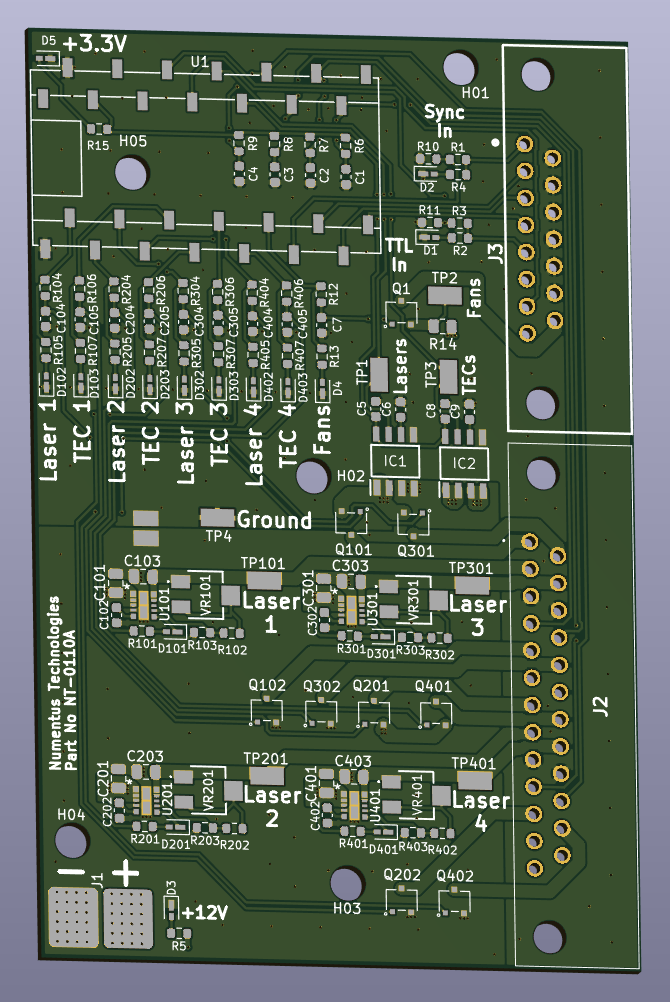 D5 +3.3V
U1
H01
R15
H05
R9 R8 R7 R6
C4 C3 C2 C1
Sync
In
R10 R1
D2 R4
R11 R3
D1 R2
J3
TTL
In
Q1
TP2
Fans
R14
R104 R106 R204 R206 R304 R306 R404 R406 R12
C104 C105 C204 C205 C304 C305 C404 C405 C7
R105 R107 R205 R207 R305 R307 R405 R407 R13
D102 D103 D202 D203 D302 D303 D402 D403 D4
Laser 1
TEC 1
Laser 2
TEC 2
Laser 3
TEC 3
Laser 4
TEC 4
Fans
TP1
Lasers
TP3
TECs
C5 C6 C8 C9
IC1 IC2
H02
TP4
Ground
Q101 Q301
C103
C101
C102
U101
VR101
TP101
Laser
1
R101 D101 R103 R102
C303
C301
C302
U301
VR301
TP301
Laser
3
R301 D301 R303 R302
Numentus Technologies
Part No NT-0110A
Q102 Q302 Q201 Q401
J2
C203
C201
C202
U201
VR201
TP201
Laser
2
R201 D201 R203 R202
C403
C401
C402
U401
VR401
TP401
Laser
4
R401 D401 R403 R402
H04
- J1 +
D3
+12V
R5
H03
Q202 Q402